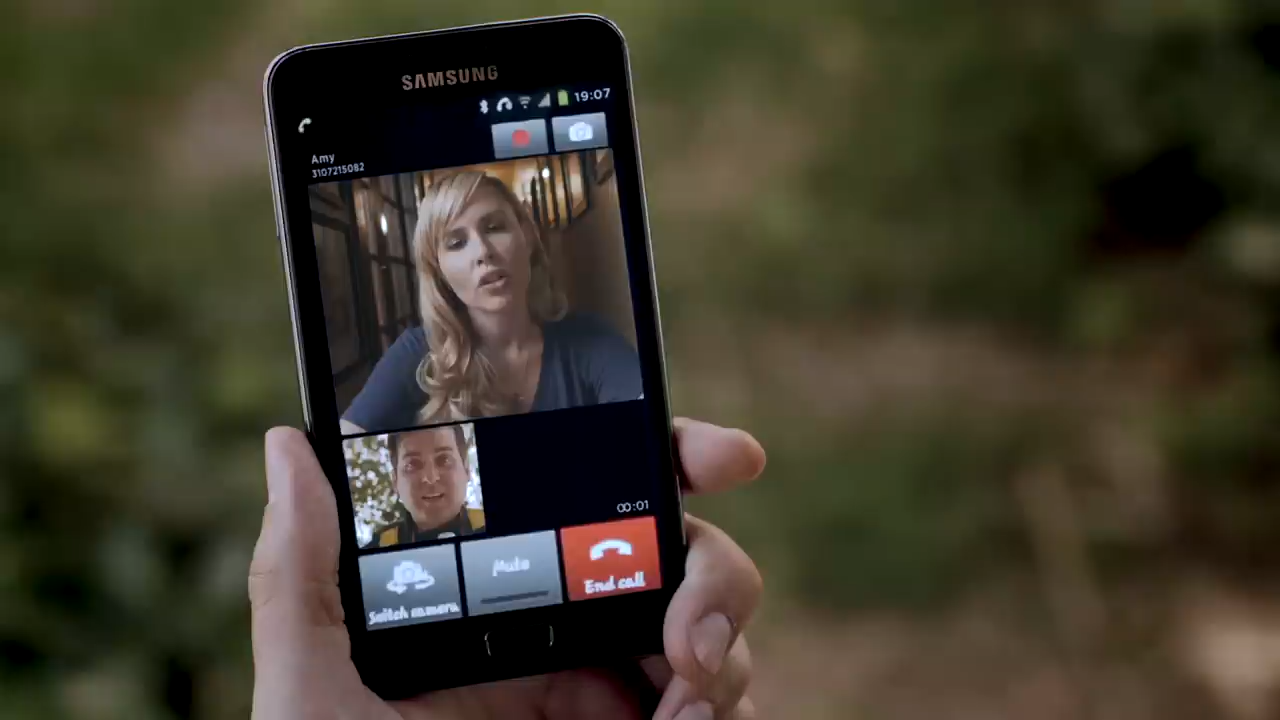 SAMSUNG
19:07
Amy
3107215082
00:01
Switch camera
Mute
End call